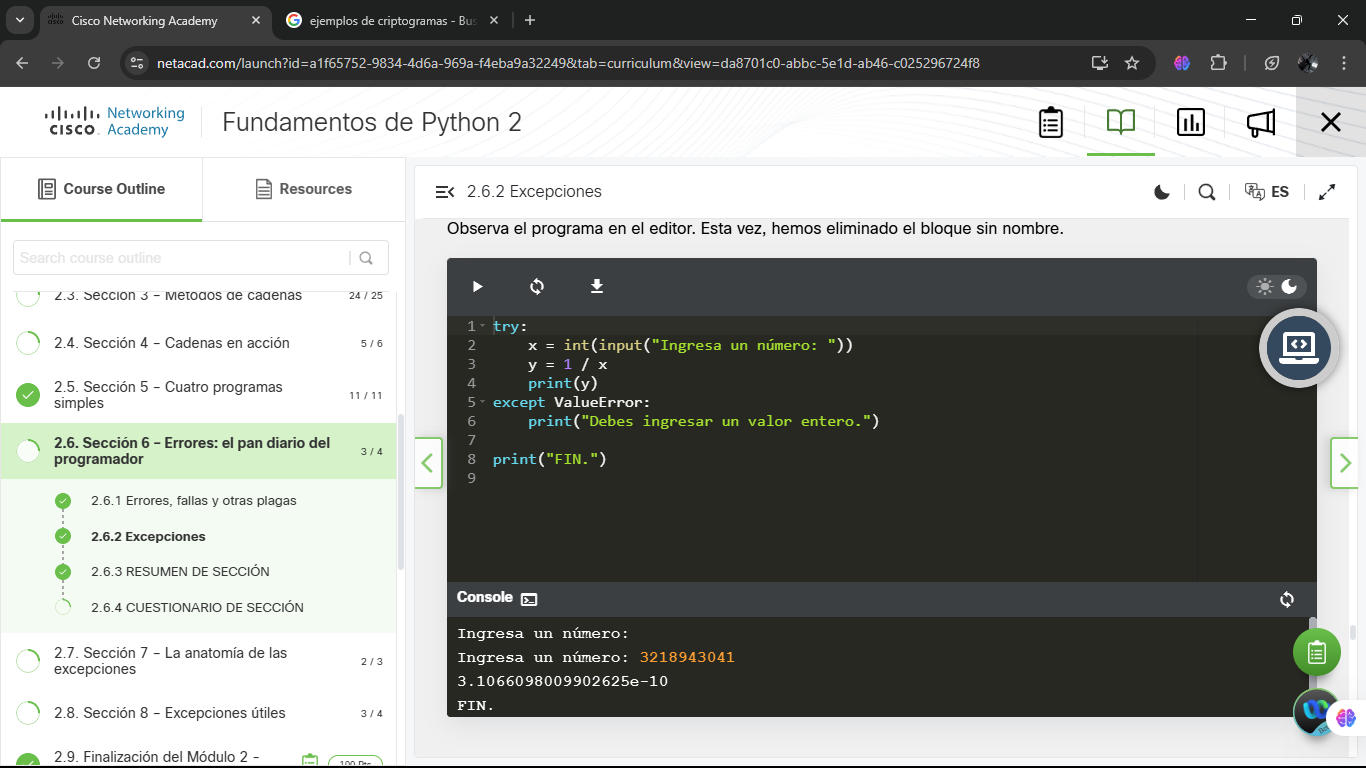 Cisco Networking Academy
ejemplos de criptogramas - Bus
netacad.com/launch?id=a1f65752-9834-4d6a-969a-f4eba9a32249&tab=curriculum&view=da8701c0-abbc-5e1d-ab46-c025296724f8
CISCO Networking Academy
Fundamentos de Python 2
Course Outline
Resources
Search course outline
2.3. Sección 3 – Métodos de cadenas 24 / 25
2.4. Sección 4 – Cadenas en acción 5 / 6
2.5. Sección 5 – Cuatro programas
simples
11 / 11
2.6. Sección 6 – Errores: el pan diario del
programador
3 / 4
2.6.1 Errores, fallas y otras plagas
2.6.2 Excepciones
2.6.3 RESUMEN DE SECCIÓN
2.6.4 CUESTIONARIO DE SECCIÓN
2.7. Sección 7 – La anatomía de las
excepciones
2 / 3
2.8. Sección 8 – Excepciones útiles 3 / 4
2.9. Finalización del Módulo 2 –
100 Pts
2.6.2 Excepciones
ES
Observa el programa en el editor. Esta vez, hemos eliminado el bloque sin nombre.
1 try:
2 x = int(input("Ingresa un número: "))
3 y = 1 / x
4 print(y)
5 except ValueError:
6 print("Debes ingresar un valor entero.")
7
8 print("FIN.")
9
Console
Ingresa un número:
Ingresa un número: 3218943041
3.1066098009902625e-10
FIN.